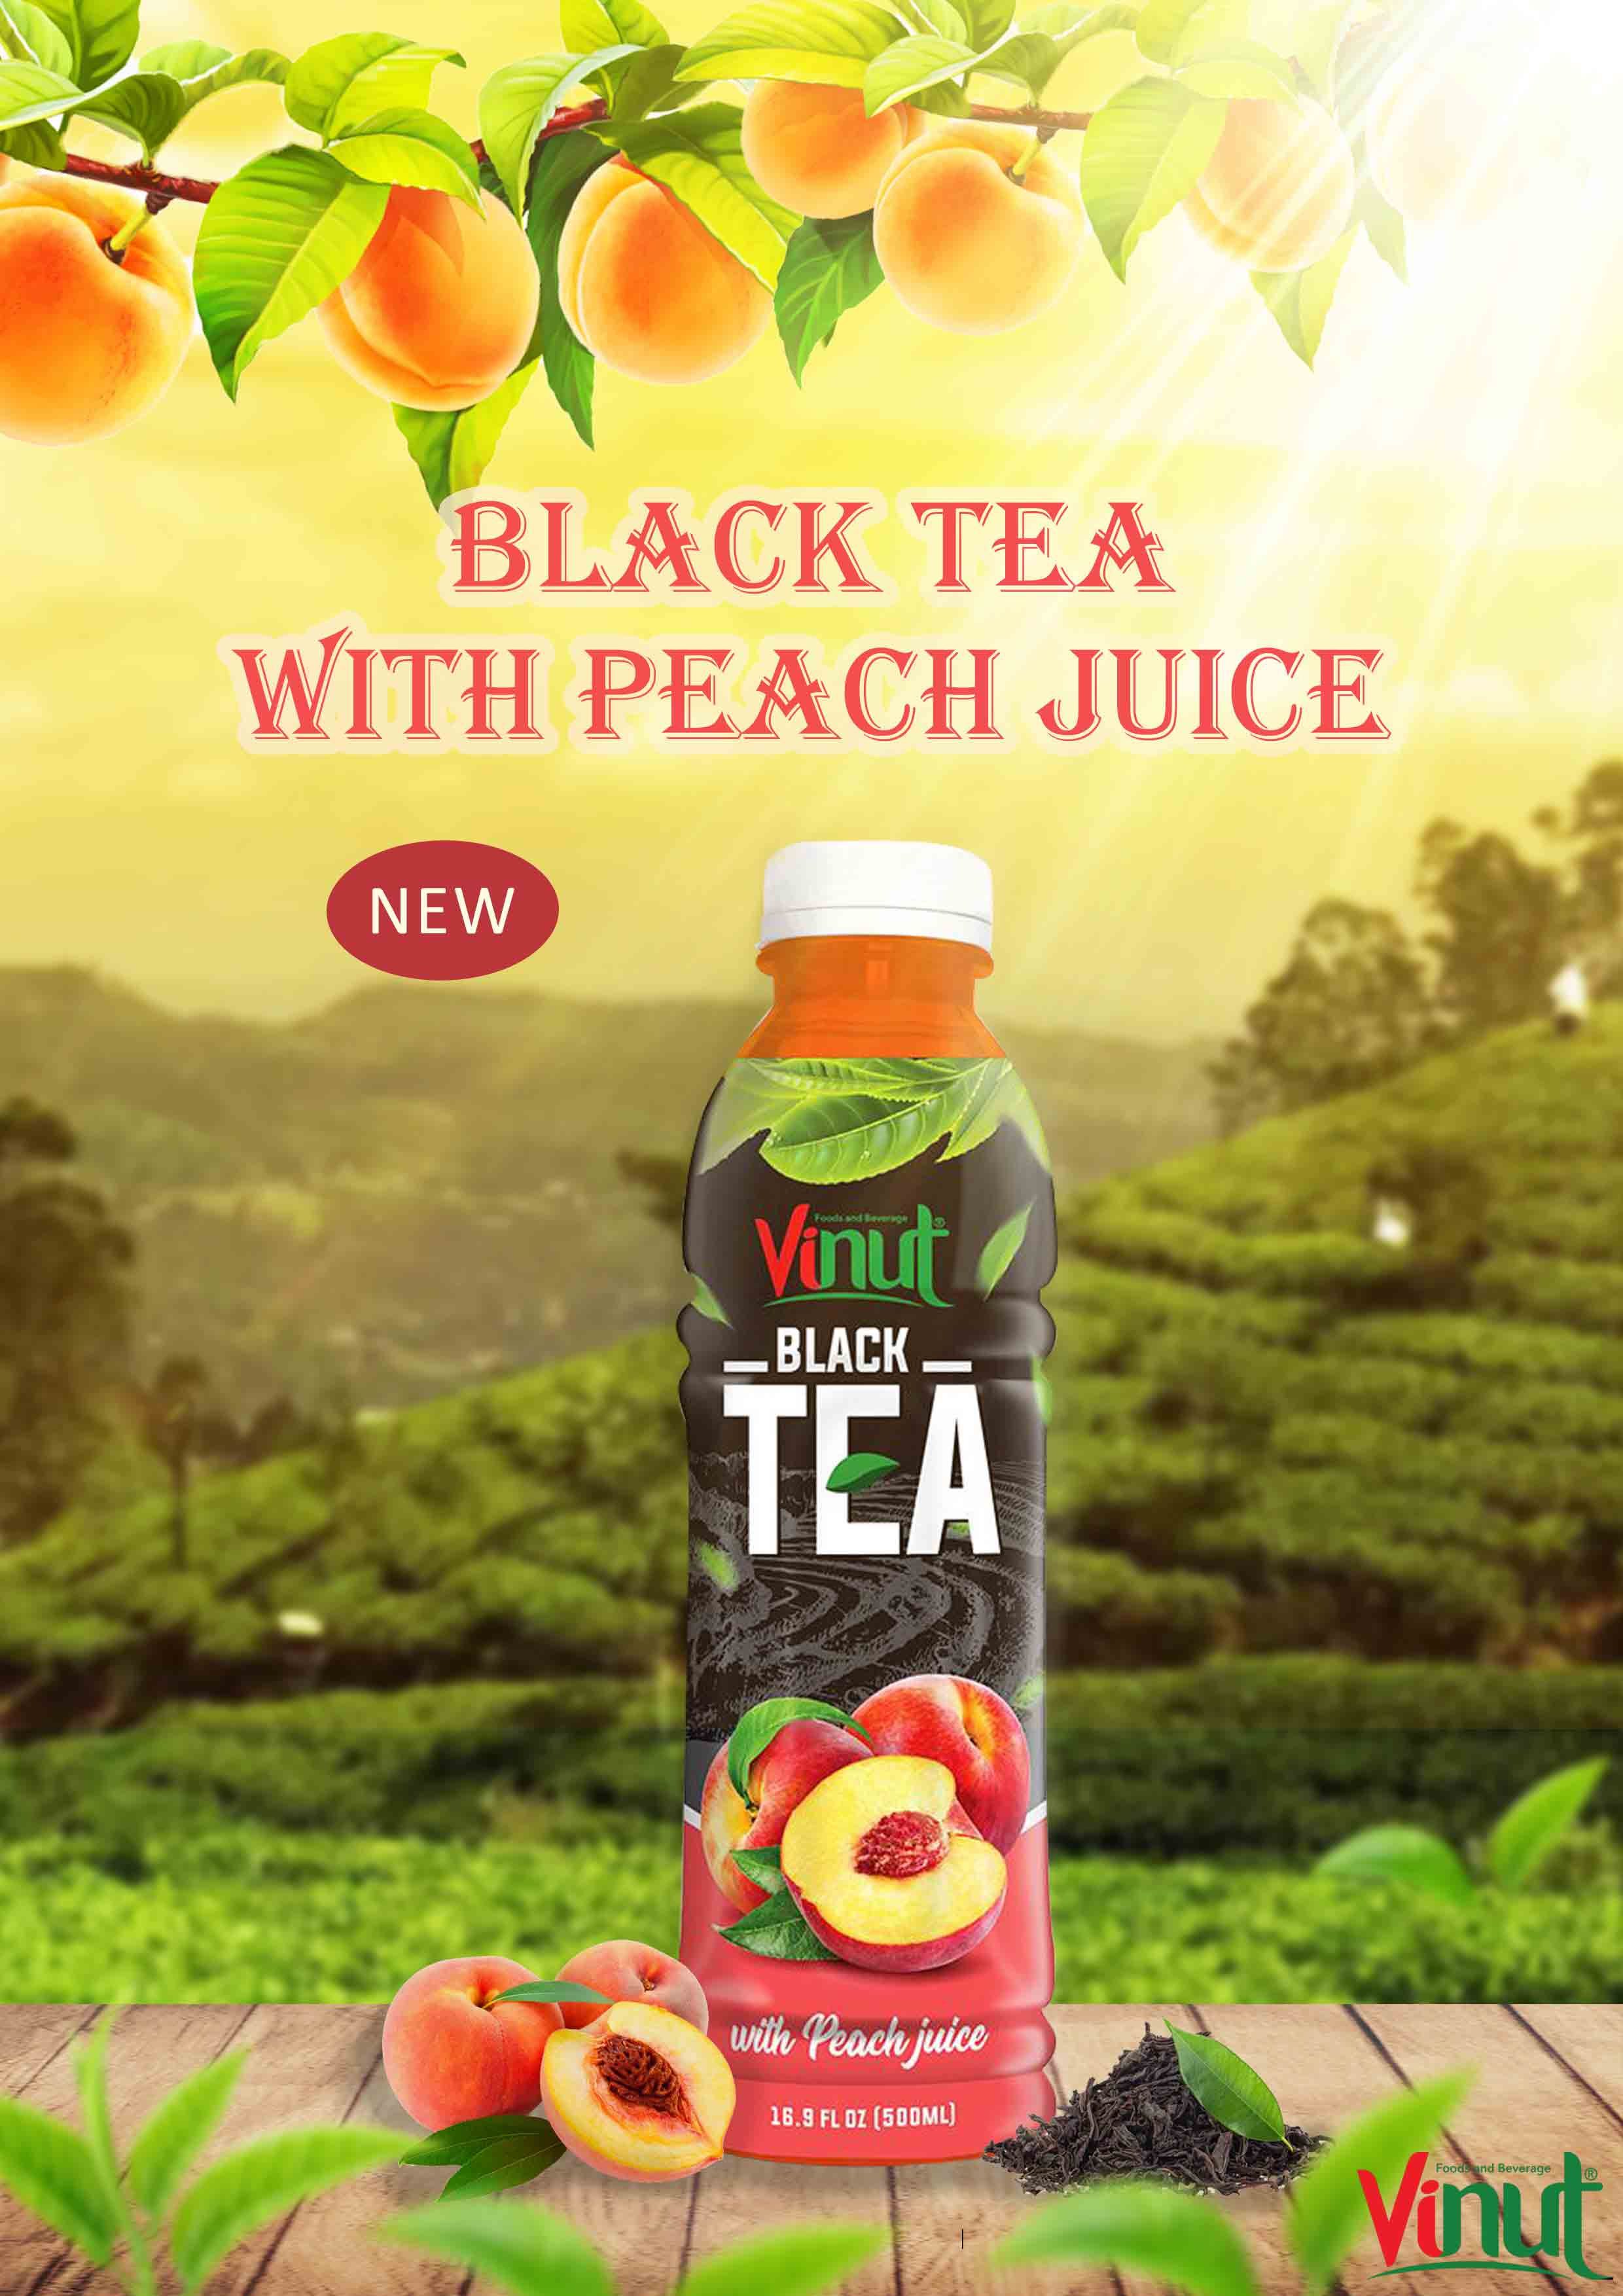 BLACK TEA
WITH PEACH JUICE
NEW
Foods and Beverage
Vinut®
BLACK
TEA
with Peach juice
16.9 FL OZ (500ML)
Foods and Beverage
Vinut®